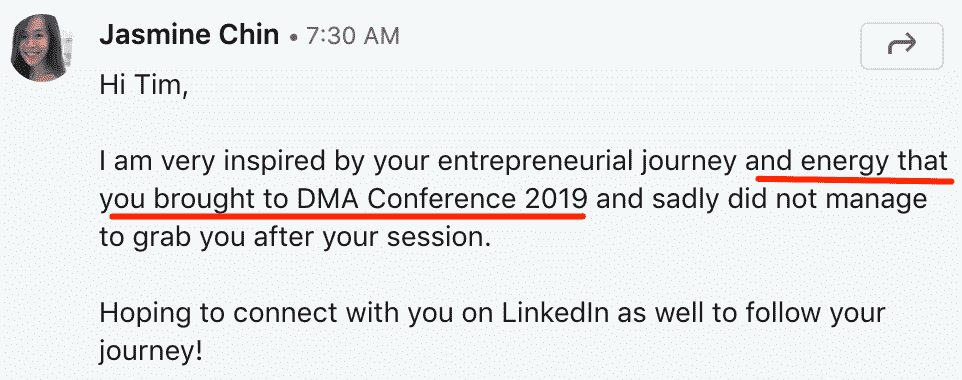 Jasmine Chin • 7:30 AM
Hi Tim,
I am very inspired by your entrepreneurial journey and energy that
you brought to DMA Conference 2019 and sadly did not manage
to grab you after your session.
Hoping to connect with you on LinkedIn as well to follow your
journey!